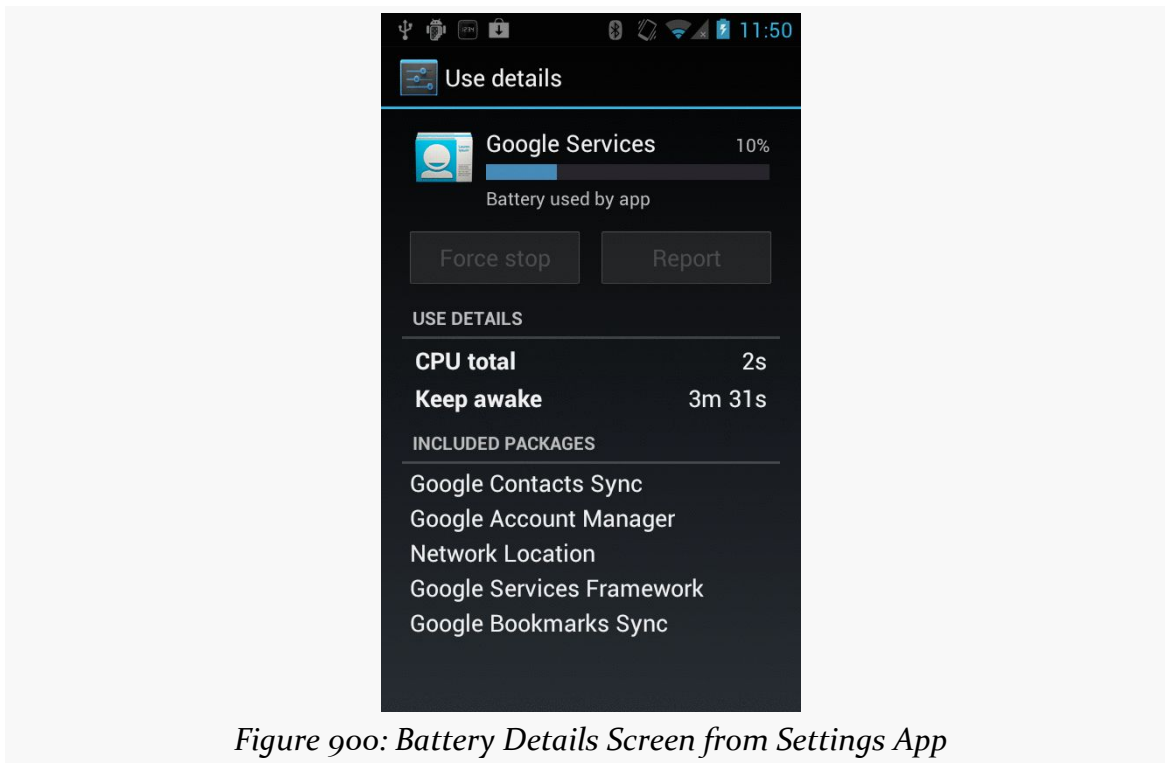 11:50
Use details
Google Services 10%
Battery used by app
Force stop Report
USE DETAILS
CPU total 2s
Keep awake 3m 31s
INCLUDED PACKAGES
Google Contacts Sync
Google Account Manager
Network Location
Google Services Framework
Google Bookmarks Sync
Figure 900: Battery Details Screen from Settings App